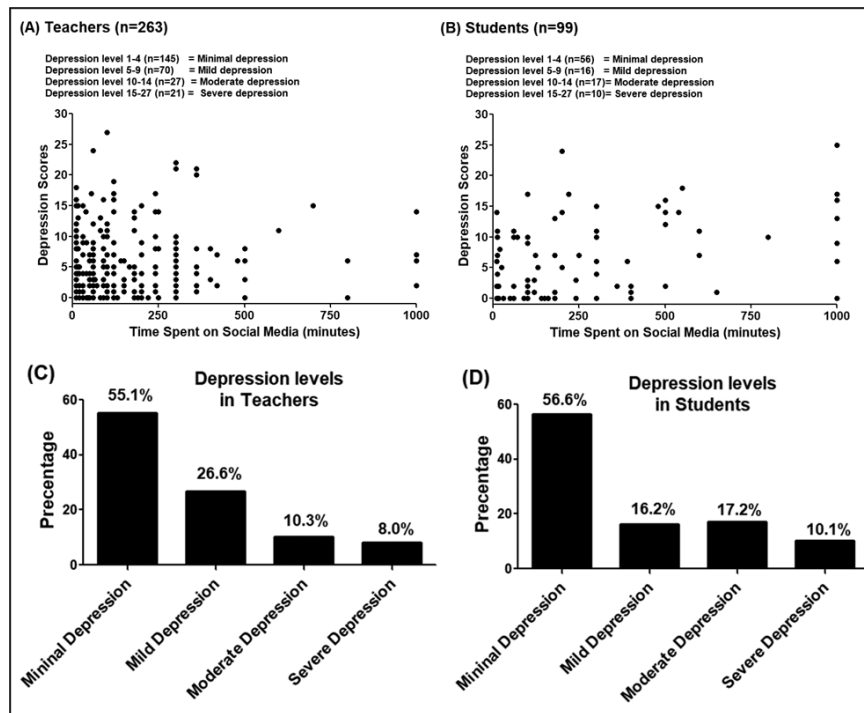 (A) Teachers (n=263)
Depression level 1-4 (n=145) = Minimal depression
Depression level 5-9 (n=70) = Mild depression
Depression level 10-14 (n=27) = Moderate depression
Depression level 15-27 (n=21) = Severe depression
30
25
20
15
10
5
0
Depression Scores
0
250
500
750
1000
Time Spent on Social Media (minutes)
(B) Students (n=99)
Depression level 1-4 (n=56) = Minimal depression
Depression level 5-9 (n=16) = Mild depression
Depression level 10-14 (n=17)= Moderate depression
Depression level 15-27 (n=10)= Severe depression
30
25
20
15
10
5
0
Depression Scores
0
250
500
750
1000
Time Spent on Social Media (minutes)
(C)
Depression levels
in Teachers
60
40
20
0
Precentage
55.1%
26.6%
10.3%
8.0%
Mininal Depression
Mild Depression
Moderate Depression
Severe Depression
(D)
Depression levels
in Students
60
40
20
0
Precentage
56.6%
16.2%
17.2%
10.1%
Mininal Depression
Mild Depression
Moderate Depression
Severe Depression